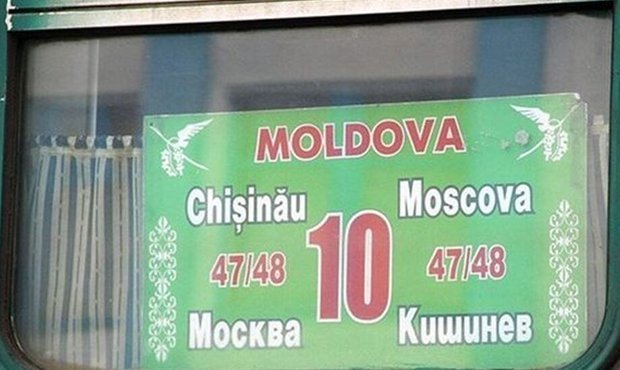 MOLDOVA
Chișinău Moscova
47/48 10 47/48
Москва Кишинев